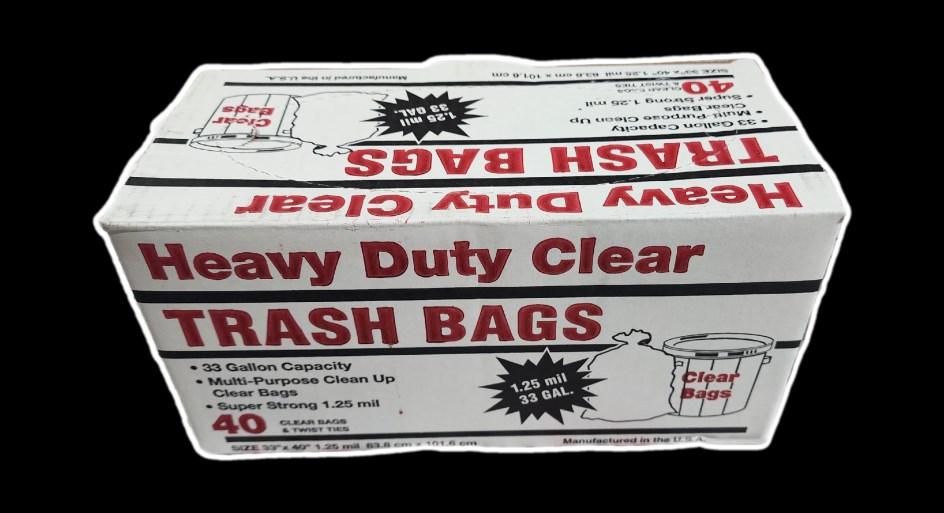 Manufactured in the U.S.A.
SIZE 33" x 40" 1.25 mil 83.8 cm x 101.6 cm
40 CLEAR BAGS
& TWIST TIES
• Super Strong 1.25 mil
Clear Bags
• Multi-Purpose Clean Up
• 33 Gallon Capacity
1.25 mil
33 GAL.
Clear
Bags
TRASH BAGS
Heavy Duty Clear
Heavy Duty Clear
TRASH BAGS
• 33 Gallon Capacity
• Multi-Purpose Clean Up
Clear Bags
• Super Strong 1.25 mil
40 CLEAR BAGS
& TWIST TIES
1.25 mil
33 GAL.
Clear
Bags
SIZE 33" x 40" 1.25 mil 83.8 cm x 101.6 cm
Manufactured in the U.S.A.